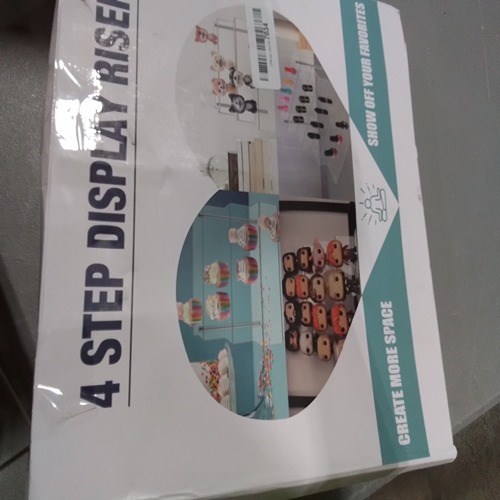 4 STEP DISPLAY RISER
CREATE MORE SPACE
SHOW OFF YOUR FAVORITES